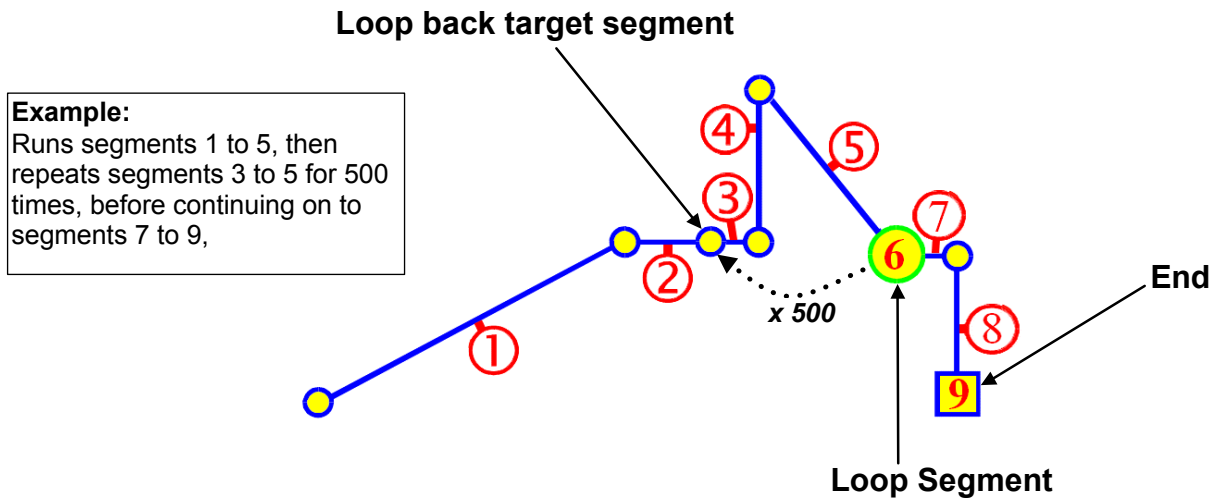 Loop back target segment
Example:
Runs segments 1 to 5, then
repeats segments 3 to 5 for 500
times, before continuing on to
segments 7 to 9,
4
5
3
7
6
2
x 500
End
8
1
9
Loop Segment